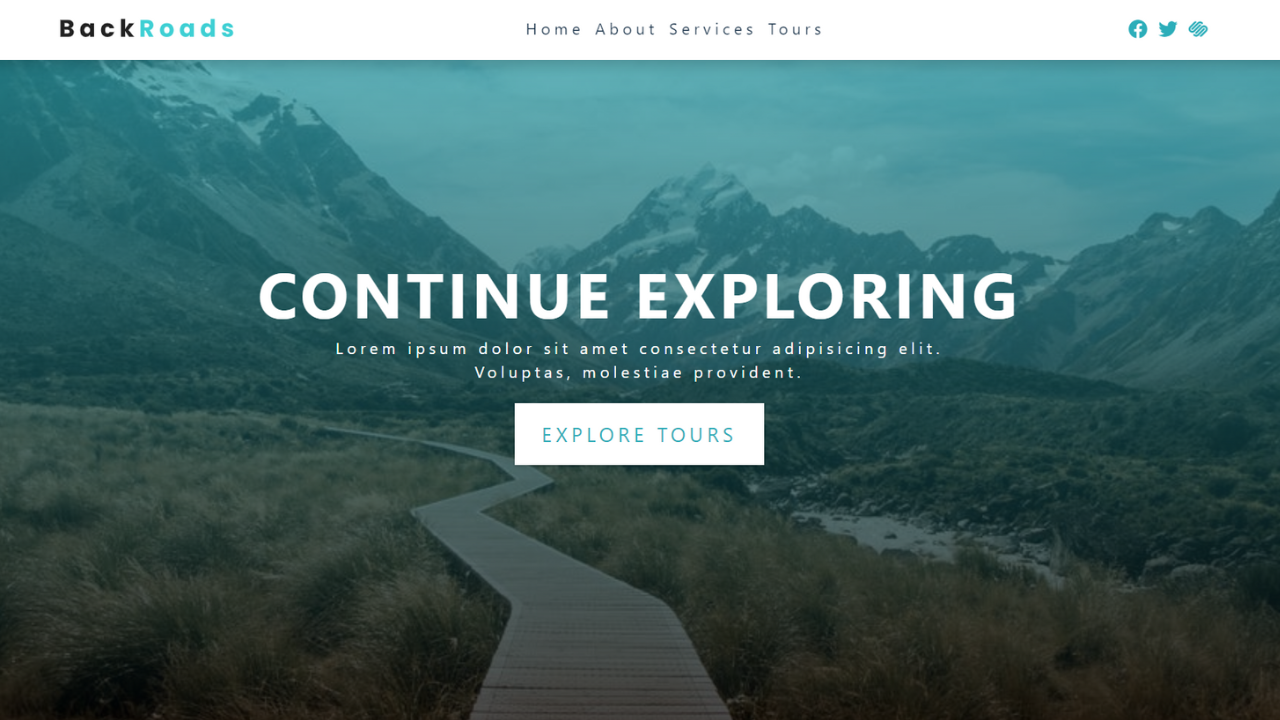 BackRoads
Home About Services Tours
CONTINUE EXPLORING
Lorem ipsum dolor sit amet consectetur adipisicing elit.
Voluptas, molestiae provident.
EXPLORE TOURS